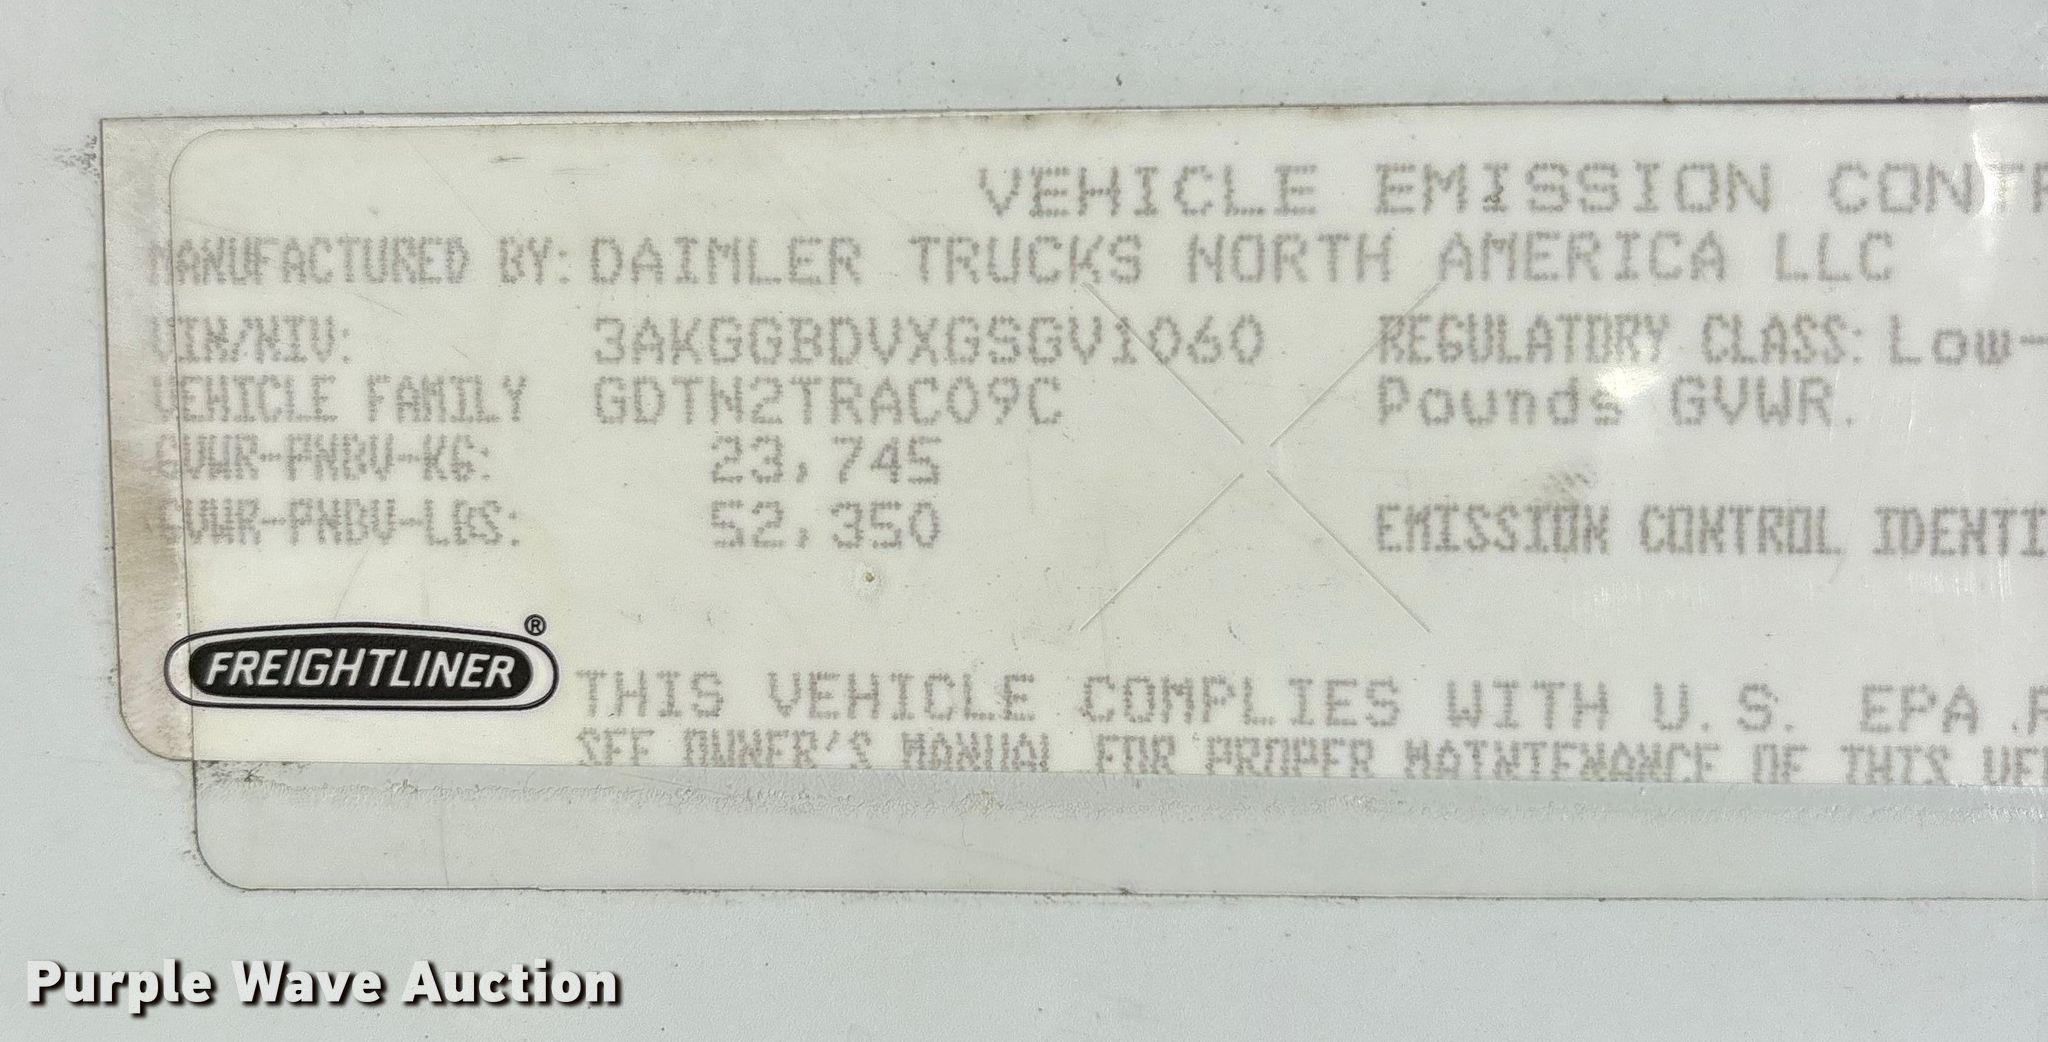 VEHICLE EMISSION CONTR
MANUFACTURED BY: DAIMLER TRUCKS NORTH AMERICA LLC
VIN/NIV: 3AKGGBDVXGSGV1060 REGULATORY CLASS: Low-
VEHICLE FAMILY GDTN2TRAC09C Pounds GVWR.
GVWR-PNBV-KG: 23,745
GVWR-PNBV-LBS: 52,350 EMISSION CONTROL IDENTI
FREIGHTLINER®
THIS VEHICLE COMPLIES WITH U.S. EPA R
SEE OWNER'S MANUAL FOR PROPER MAINTENANCE OF THIS VEH
Purple Wave Auction